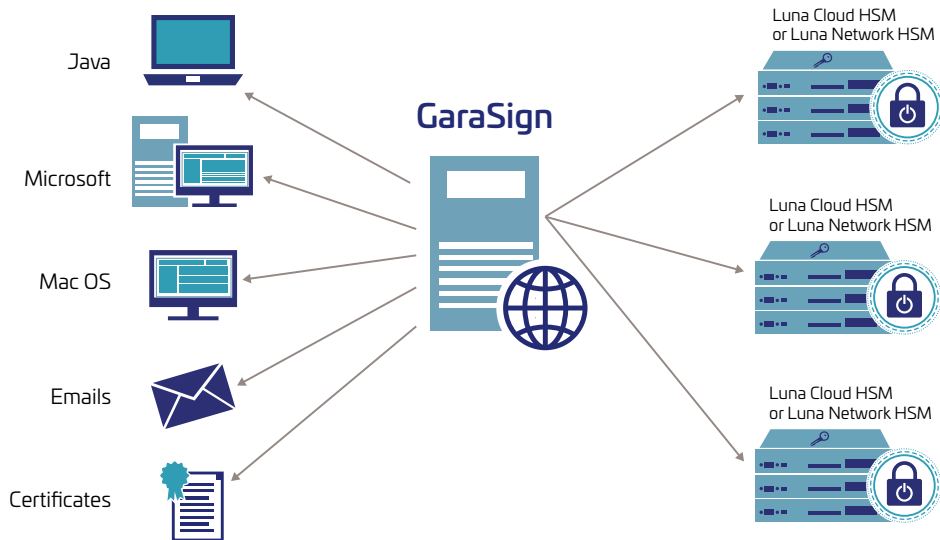 Java
Microsoft
Mac OS
Emails
Certificates
GaraSign
Luna Cloud HSM
or Luna Network HSM
Luna Cloud HSM
or Luna Network HSM
Luna Cloud HSM
or Luna Network HSM